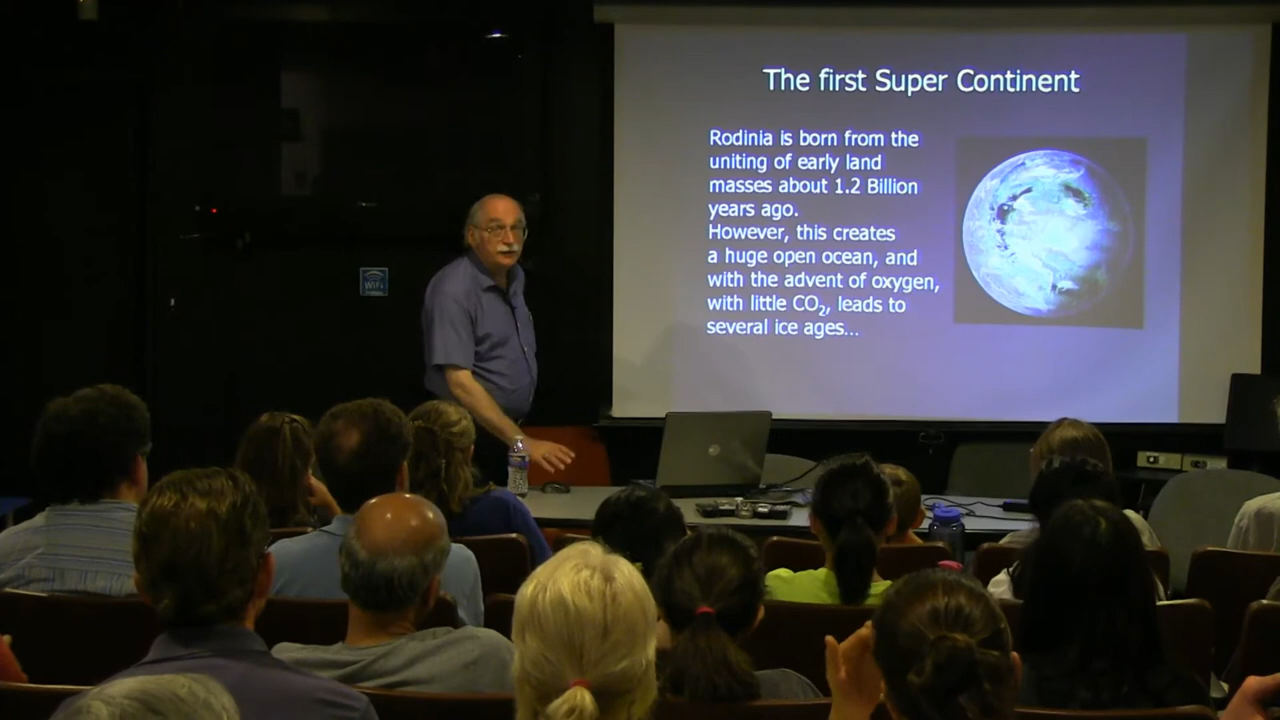 The first Super Continent
Rodinia is born from the
uniting of early land
masses about 1.2 Billion
years ago.
However, this creates
a huge open ocean, and
with the advent of oxygen,
with little CO₂, leads to
several ice ages...
WiFi